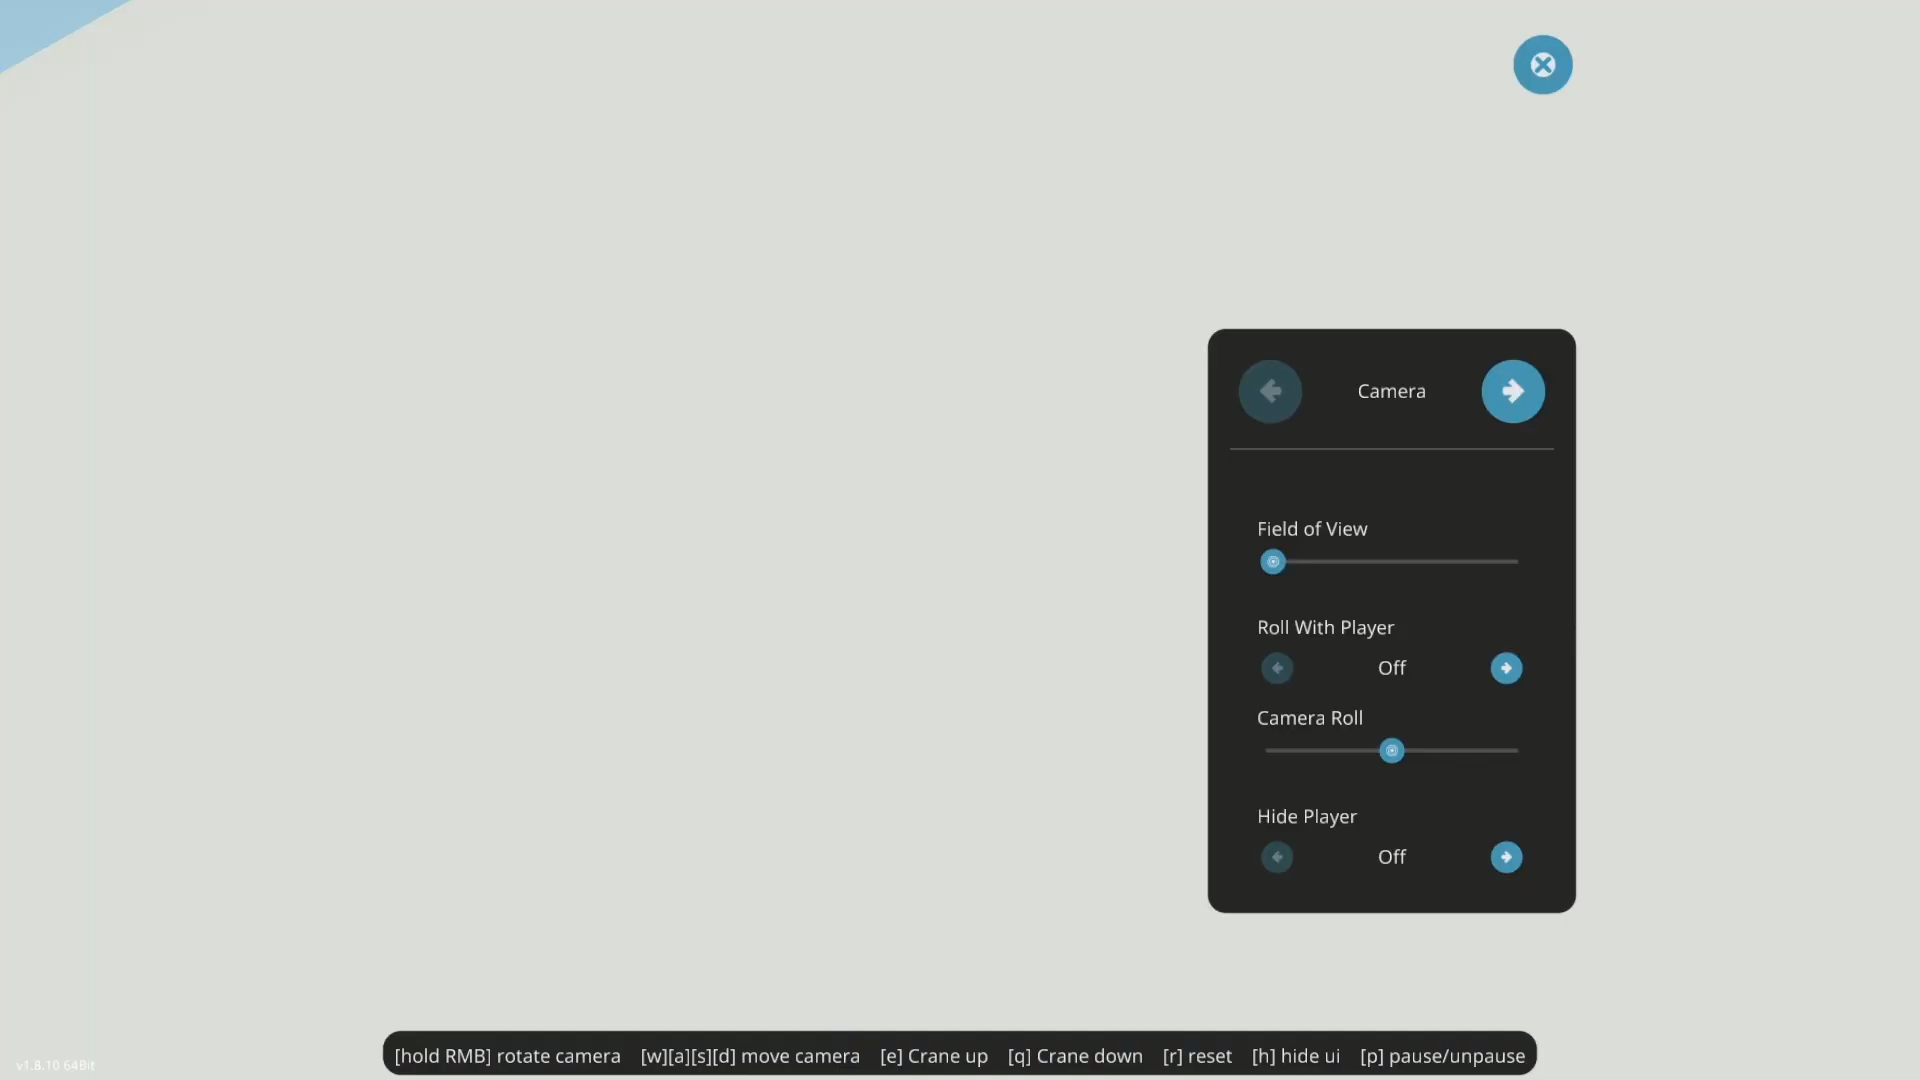 Camera
Field of View
Roll With Player
Off
Camera Roll
Hide Player
Off
[hold RMB] rotate camera [w][a][s][d] move camera [e] Crane up [q] Crane down [r] reset [h] hide ui [p] pause/unpause
v1.8.10 64Bit